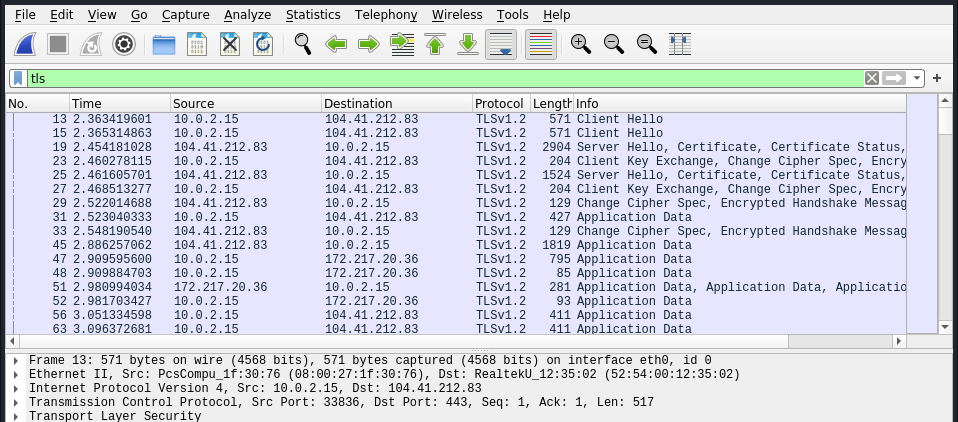 File Edit View Go Capture Analyze Statistics Telephony Wireless Tools Help
tls
No. Time Source Destination Protocol Length Info
13 2.363419601 10.0.2.15 104.41.212.83 TLSv1.2 571 Client Hello
15 2.365314863 10.0.2.15 104.41.212.83 TLSv1.2 571 Client Hello
19 2.454181028 104.41.212.83 10.0.2.15 TLSv1.2 2904 Server Hello, Certificate, Certificate Status,
23 2.460278115 10.0.2.15 104.41.212.83 TLSv1.2 204 Client Key Exchange, Change Cipher Spec, Encry
25 2.461605701 104.41.212.83 10.0.2.15 TLSv1.2 1524 Server Hello, Certificate, Certificate Status,
27 2.468513277 10.0.2.15 104.41.212.83 TLSv1.2 204 Client Key Exchange, Change Cipher Spec, Encry
29 2.522014688 104.41.212.83 10.0.2.15 TLSv1.2 129 Change Cipher Spec, Encrypted Handshake Messag
31 2.523040333 10.0.2.15 104.41.212.83 TLSv1.2 427 Application Data
33 2.548190540 104.41.212.83 10.0.2.15 TLSv1.2 129 Change Cipher Spec, Encrypted Handshake Messag
45 2.886257062 104.41.212.83 10.0.2.15 TLSv1.2 1819 Application Data
47 2.909595600 10.0.2.15 172.217.20.36 TLSv1.2 795 Application Data
48 2.909884703 10.0.2.15 172.217.20.36 TLSv1.2 85 Application Data
51 2.980994034 172.217.20.36 10.0.2.15 TLSv1.2 281 Application Data, Application Data, Applicatio
52 2.981703427 10.0.2.15 172.217.20.36 TLSv1.2 93 Application Data
56 3.051334598 10.0.2.15 104.41.212.83 TLSv1.2 411 Application Data
63 3.096372681 10.0.2.15 104.41.212.83 TLSv1.2 411 Application Data
Frame 13: 571 bytes on wire (4568 bits), 571 bytes captured (4568 bits) on interface eth0, id 0
Ethernet II, Src: PcsCompu_1f:30:76 (08:00:27:1f:30:76), Dst: RealtekU_12:35:02 (52:54:00:12:35:02)
Internet Protocol Version 4, Src: 10.0.2.15, Dst: 104.41.212.83
Transmission Control Protocol, Src Port: 33836, Dst Port: 443, Seq: 1, Ack: 1, Len: 517
Transport Layer Security